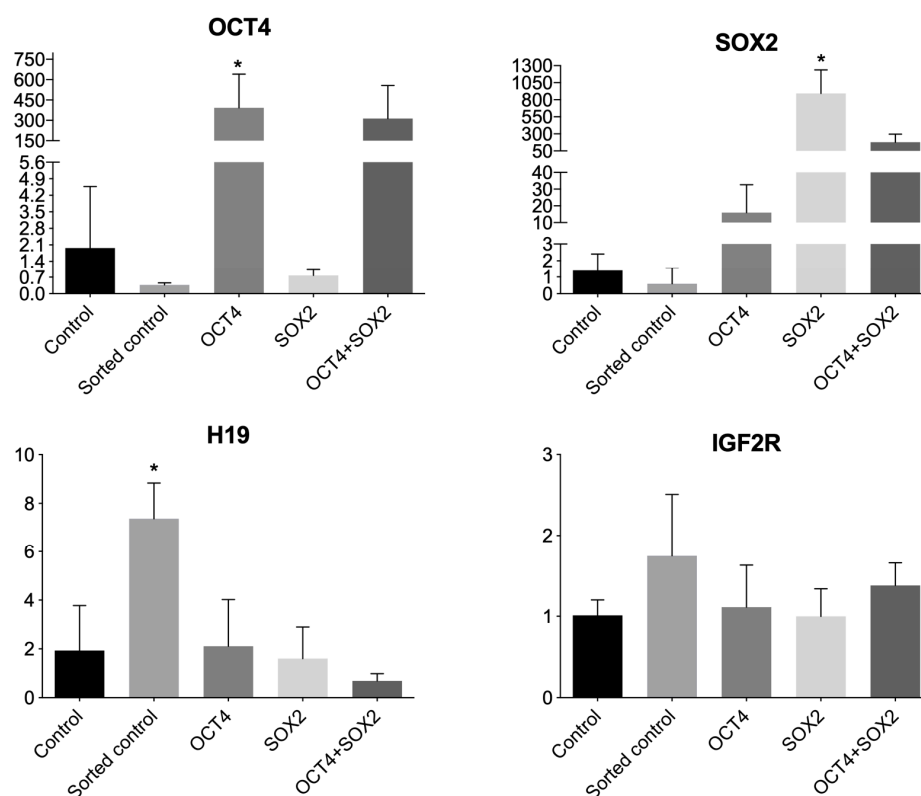 OCT4
*
750
600
450
300
150
5.6
4.9
4.2
3.5
2.8
2.1
1.4
0.7
0.0
Control
Sorted control
OCT4
SOX2
OCT4+SOX2
SOX2
*
1300
1050
800
550
300
50
40
30
20
10
3
2
1
0
Control
Sorted control
OCT4
SOX2
OCT4+SOX2
H19
*
10
8
6
4
2
0
Control
Sorted control
OCT4
SOX2
OCT4+SOX2
IGF2R
3
2
1
0
Control
Sorted control
OCT4
SOX2
OCT4+SOX2